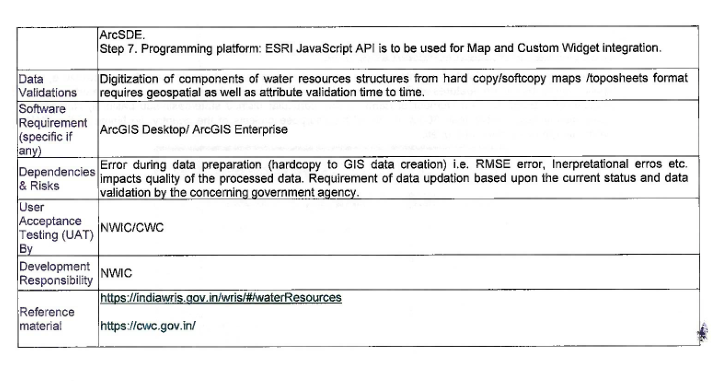 ArcSDE.
Step 7. Programming platform: ESRI JavaScript API is to be used for Map and Custom Widget integration.
Data
Validations
Digitization of components of water resources structures from hard copy/softcopy maps /toposheets format
requires geospatial as well as attribute validation time to time.
Software
Requirement
(specific if
any)
ArcGIS Desktop/ ArcGIS Enterprise
Dependencies
& Risks
Error during data preparation (hardcopy to GIS data creation) i.e. RMSE error, Inerpretational erros etc.
impacts quality of the processed data. Requirement of data updation based upon the current status and data
validation by the concerning government agency.
User
Acceptance
Testing (UAT)
By
NWIC/CWC
Development
Responsibility
NWIC
Reference
material
https://indiawris.gov.in/wris/#/waterResources
https://cwc.gov.in/